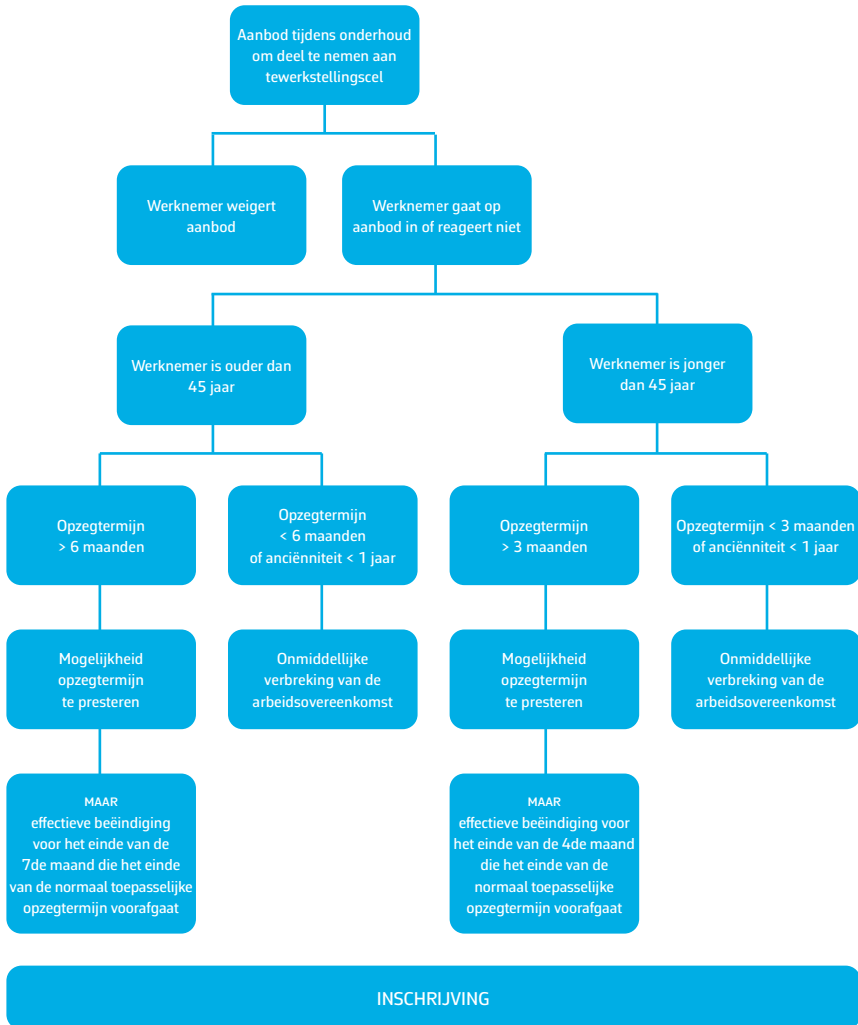 Aanbod tijdens onderhoud
om deel te nemen aan
tewerkstellingscel
Werknemer weigert
aanbod
Werknemer gaat op
aanbod in of reageert niet
Werknemer is ouder dan
45 jaar
Werknemer is jonger
dan 45 jaar
Opzegtermijn
> 6 maanden
Opzegtermijn
< 6 maanden
of anciënniteit < 1 jaar
Opzegtermijn
> 3 maanden
Opzegtermijn < 3 maanden
of anciënniteit < 1 jaar
Mogelijkheid
opzegtermijn
te presteren
Onmiddellijke
verbreking van de
arbeidsovereenkomst
Mogelijkheid
opzegtermijn
te presteren
Onmiddellijke
verbreking van de
arbeidsovereenkomst
MAAR
effectieve beëindiging
voor het einde van de
7de maand die het einde
van de normaal toepasselijke
opzegtermijn voorafgaat
MAAR
effectieve beëindiging voor
het einde van de 4de maand
die het einde van de
normaal toepasselijke
opzegtermijn voorafgaat
INSCHRIJVING